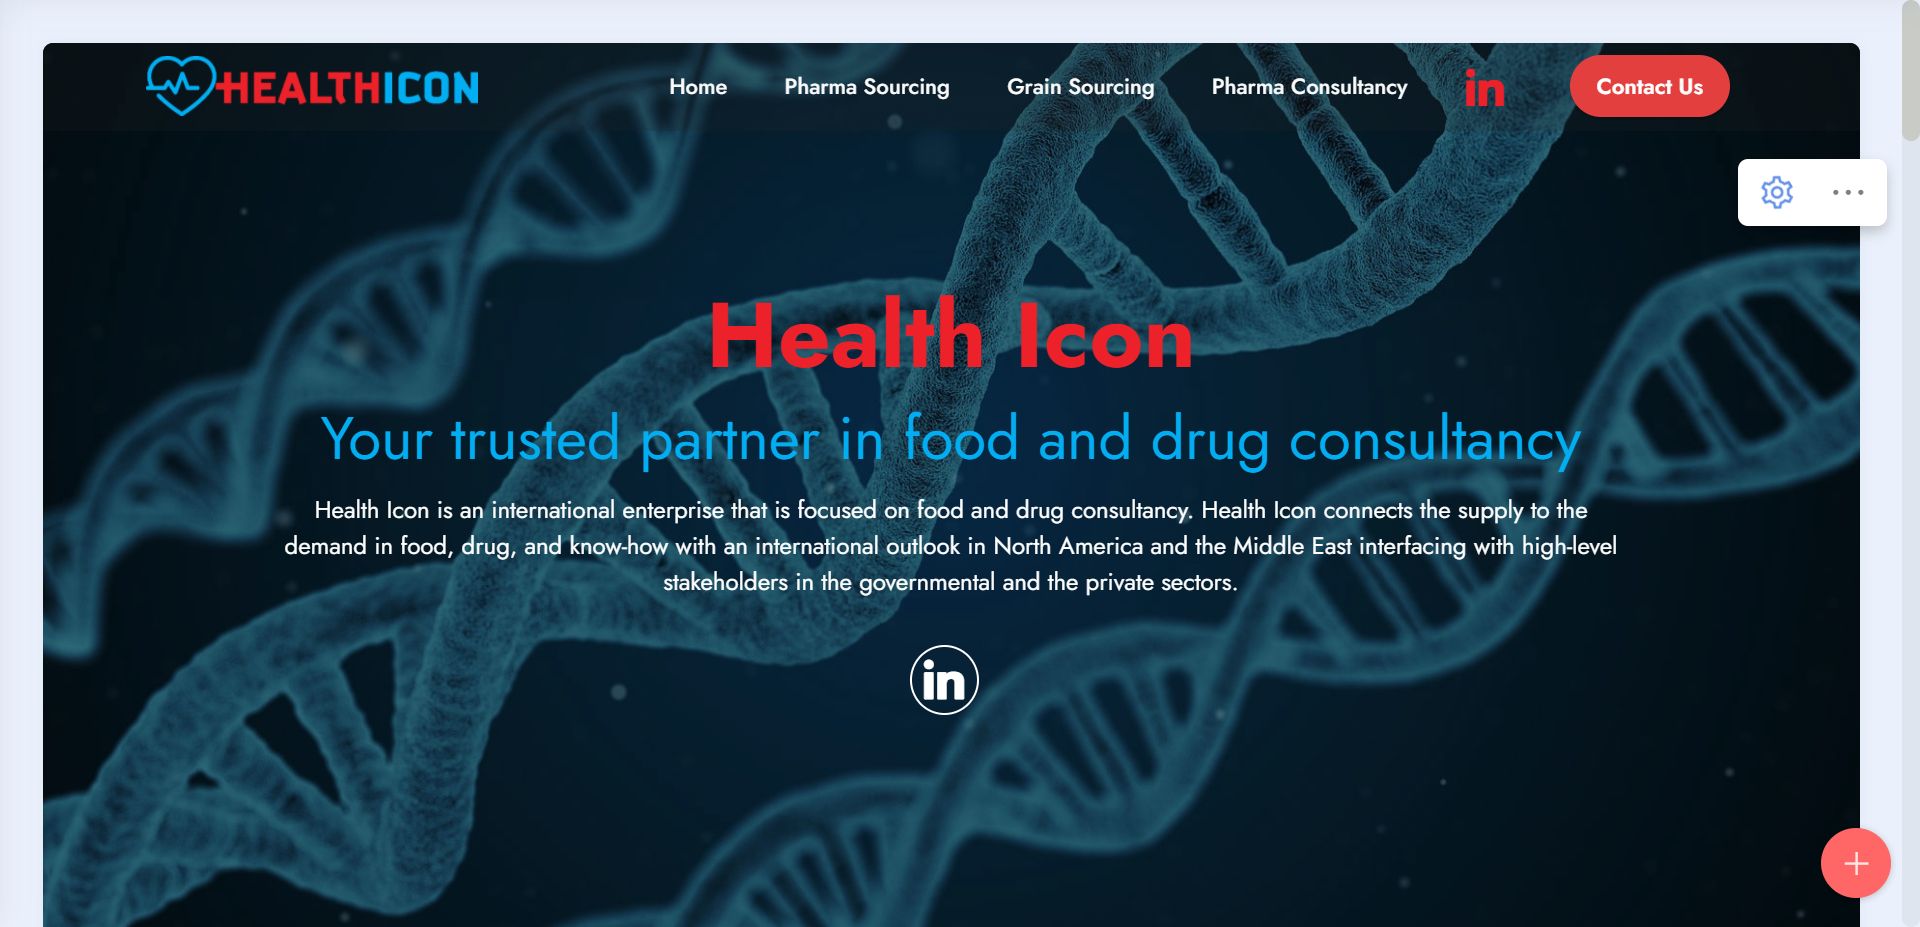 HEALTHICON
Home
Pharma Sourcing
Grain Sourcing
Pharma Consultancy
in
Contact Us
Health Icon
Your trusted partner in food and drug consultancy
Health Icon is an international enterprise that is focused on food and drug consultancy. Health Icon connects the supply to the
demand in food, drug, and know-how with an international outlook in North America and the Middle East interfacing with high-level
stakeholders in the governmental and the private sectors.
in